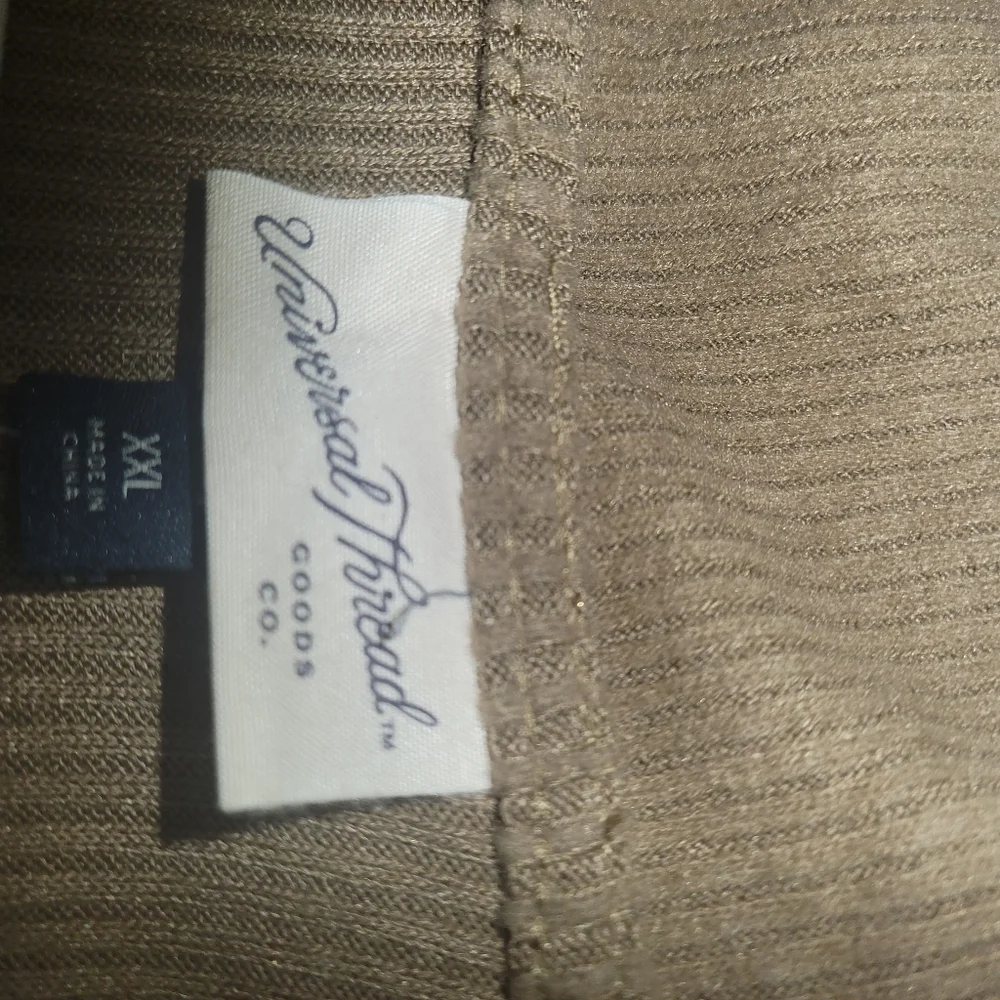 Universal Thread™
GOODS
CO.
XXL
MADE IN
CHINA